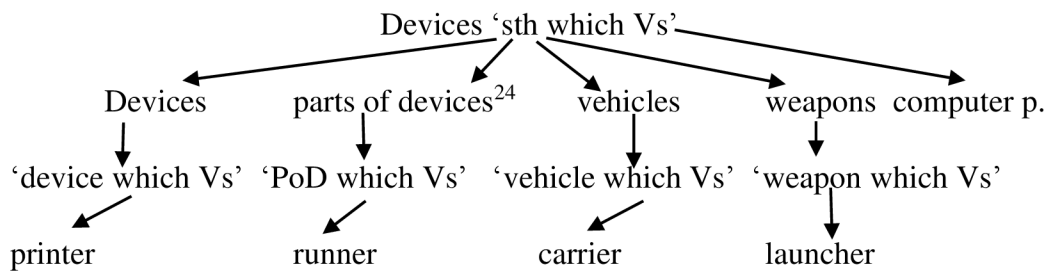 Devices ‘sth which Vs’
Devices parts of devices²⁴ vehicles weapons computer p.
‘device which Vs’ ‘PoD which Vs’ ‘vehicle which Vs’ ‘weapon which Vs’
printer runner carrier launcher